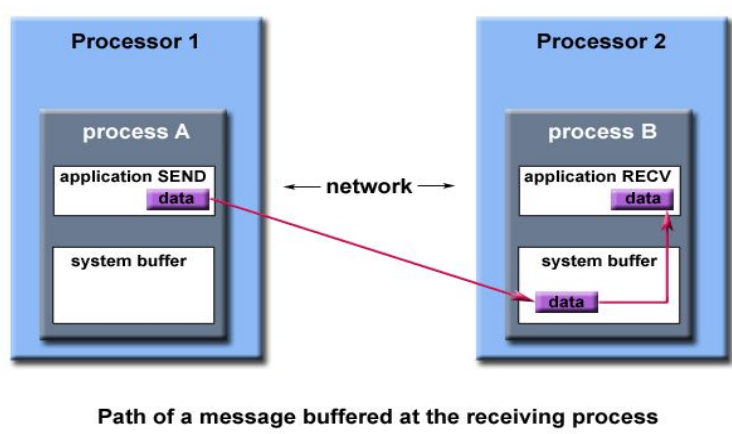 Processor 1
process A
application SEND
data
system buffer
network
Processor 2
process B
application RECV
data
system buffer
data
Path of a message buffered at the receiving process